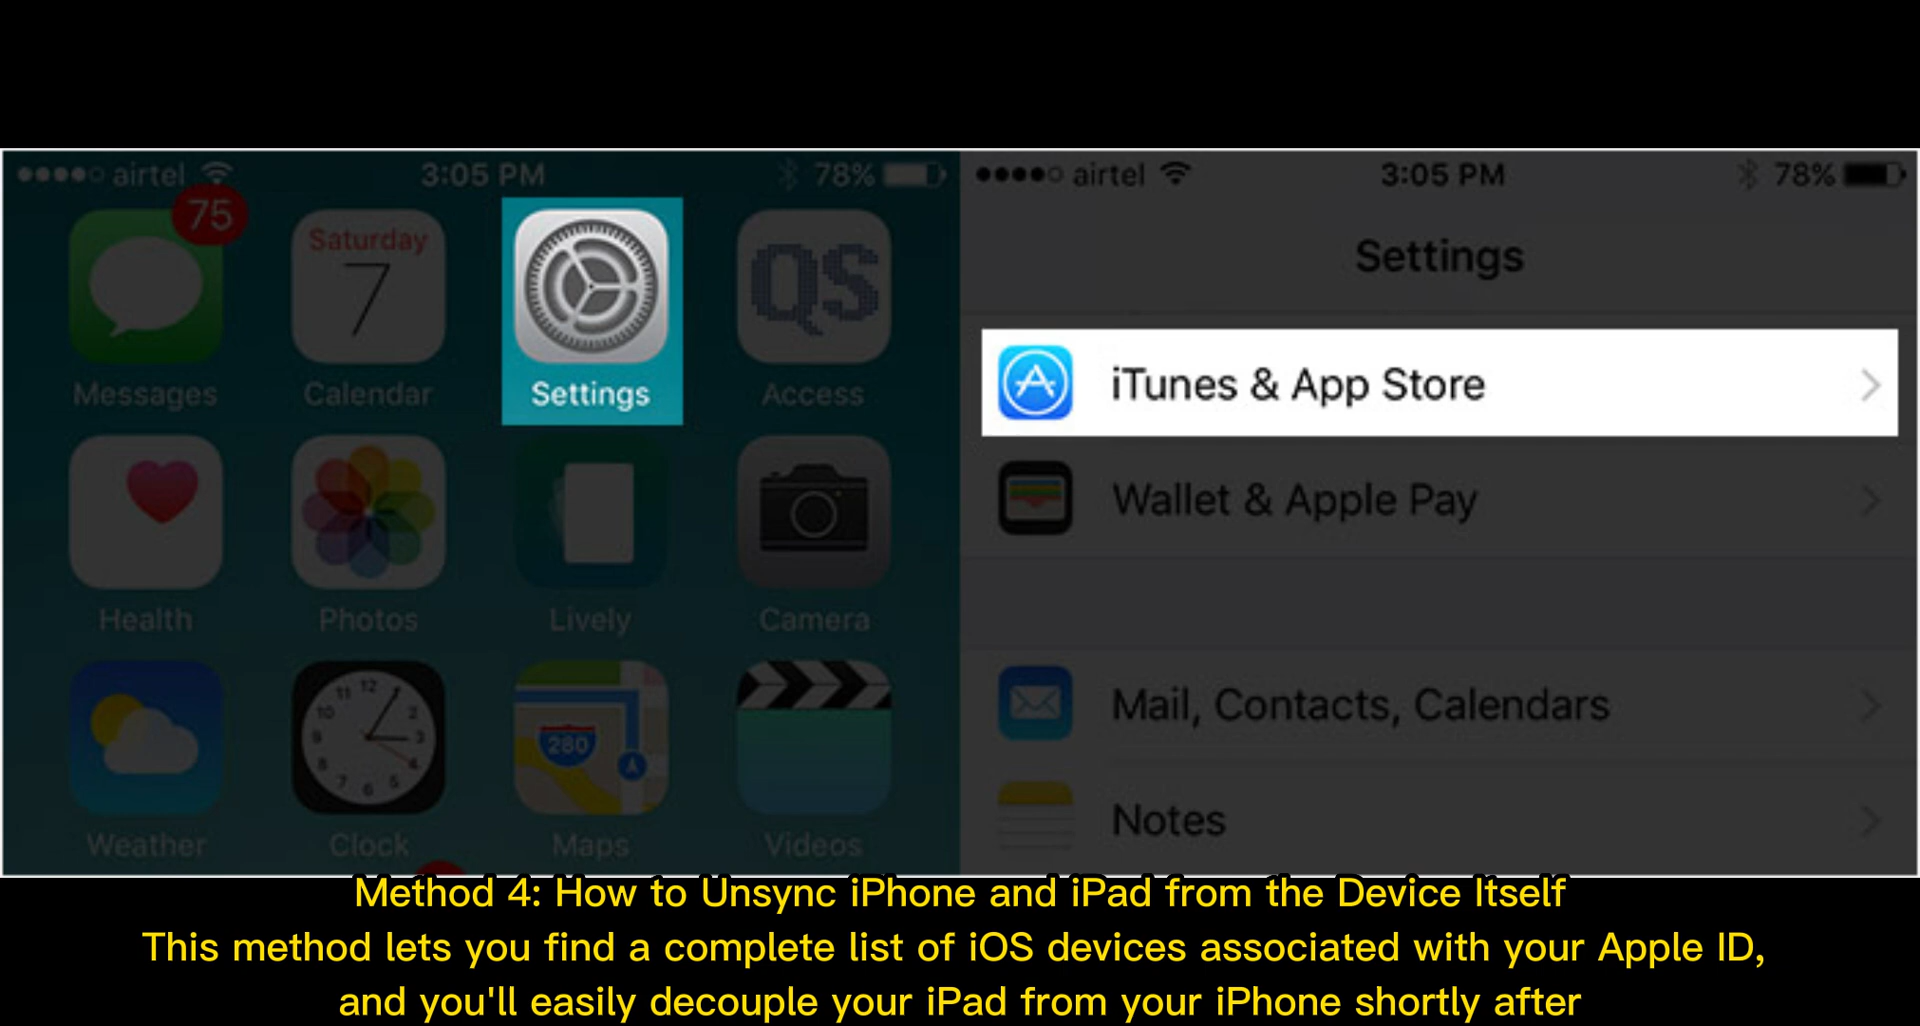 airtel 3:05 PM 78%
75
Saturday
7
QS
Messages Calendar Settings Access
Health Photos Lively Camera
280
Weather Clock Maps Videos
airtel 3:05 PM 78%
Settings
iTunes & App Store
Wallet & Apple Pay
Mail, Contacts, Calendars
Notes
Method 4: How to Unsync iPhone and iPad from the Device Itself
This method lets you find a complete list of iOS devices associated with your Apple ID,
and you'll easily decouple your iPad from your iPhone shortly after